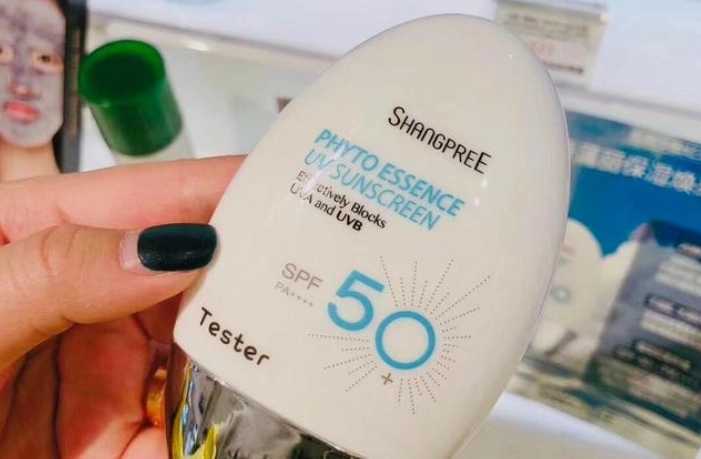 SHANGPREE
PHYTO ESSENCE
UV SUNSCREEN
Effectively Blocks
UVA and UVB
SPF 50+
PA++++
Tester